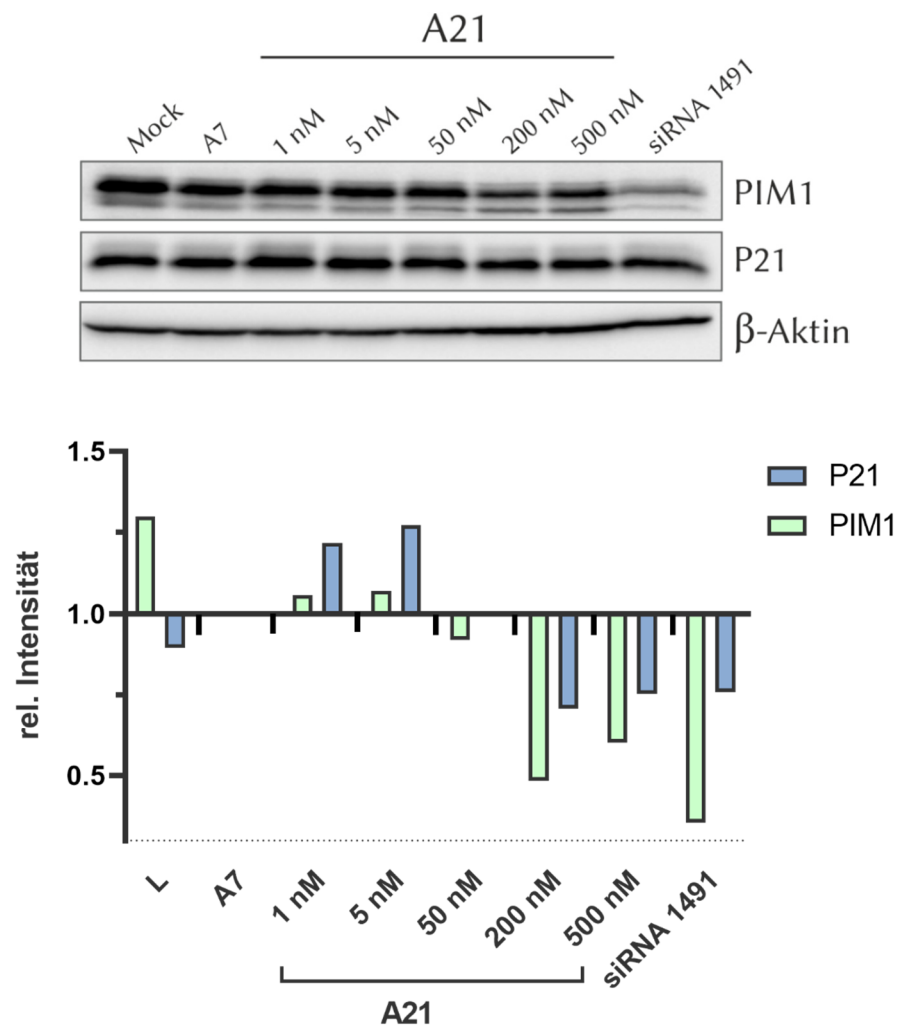 A21
Mock A7 1 nM 5 nM 50 nM 200 nM 500 nM siRNA 1491
PIM1
P21
β-Aktin
1.5
1.0
0.5
rel. Intensität
P21
PIM1
L A7 1 nM 5 nM 50 nM 200 nM 500 nM siRNA 1491
A21